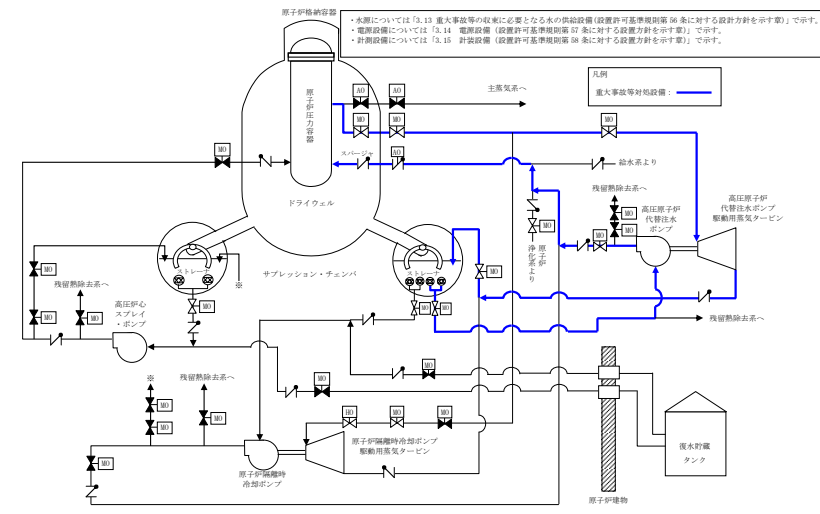 原子炉格納容器
・水源については「3.13 重大事故等の収束に必要となる水の供給設備(設置許可基準規則第 56 条に対する設計方針を示す章)」で示す。
・電源設備については「3.14 電源設備（設置許可基準規則第 57 条に対する設置方針を示す章)」で示す。
・計測設備については「3.15 計装設備（設置許可基準規則第 58 条に対する設置方針を示す章)」で示す。
凡例
重大事故等対処設備：
原子炉圧力容器
AO
AO
主蒸気系へ
MO
MO
MO
MO
スパージャ
AO
給水系より
ドライウェル
残留熱除去系へ
MO
MO
高圧原子炉
代替注水
ポンプ
高圧原子炉
代替注水ポンプ
駆動用蒸気タービン
MO
MO
原子炉
浄化系より
ストレーナ
※
サプレッション・チェンバ
ストレーナ
MO
MO
残留熱除去系へ
MO
MO
MO
MO
MO
高圧炉心
スプレイ
・ポンプ
残留熱除去系へ
MO
MO
※
残留熱除去系へ
MO
MO
MO
HO
MO
MO
MO
原子炉隔離時
冷却ポンプ
原子炉隔離時冷却ポンプ
駆動用蒸気タービン
復水貯蔵
タンク
原子炉建物